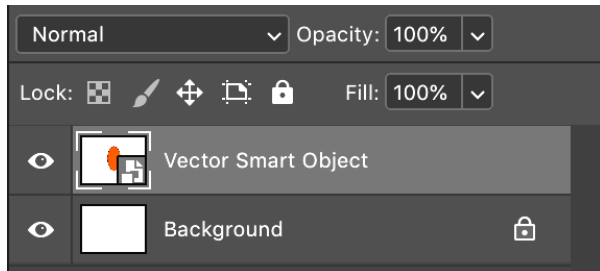 Normal Opacity: 100%
Lock: Fill: 100%
Vector Smart Object
Background